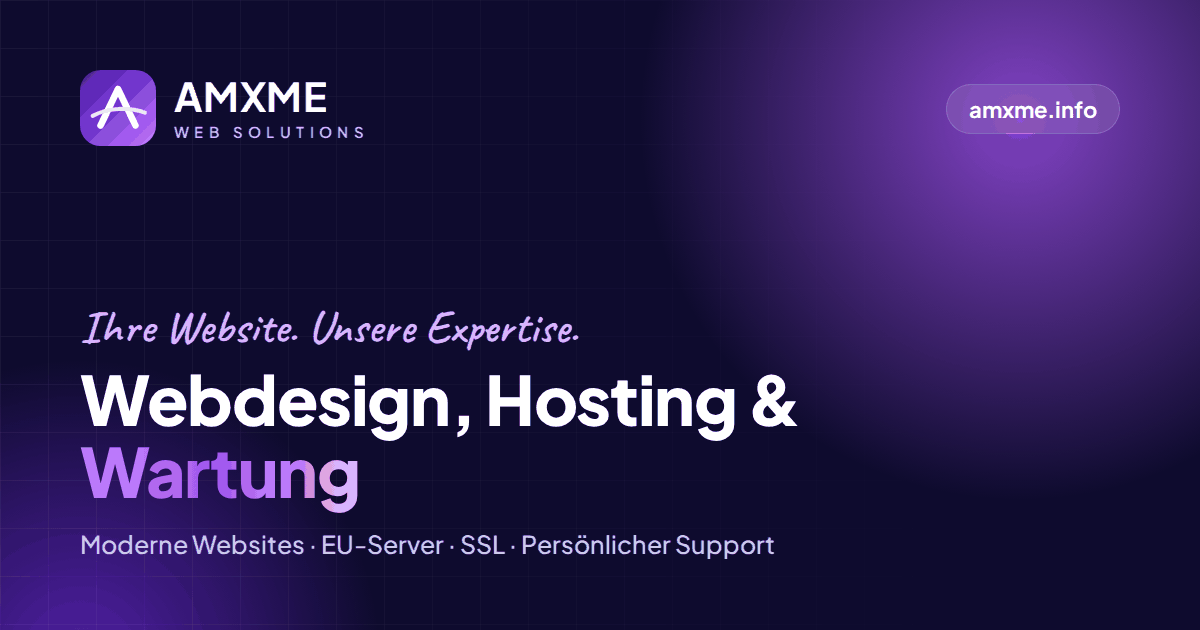 AMXME
WEB SOLUTIONS
amxme.info
Ihre Website. Unsere Expertise.
Webdesign, Hosting &
Wartung
Moderne Websites · EU-Server · SSL · Persönlicher Support